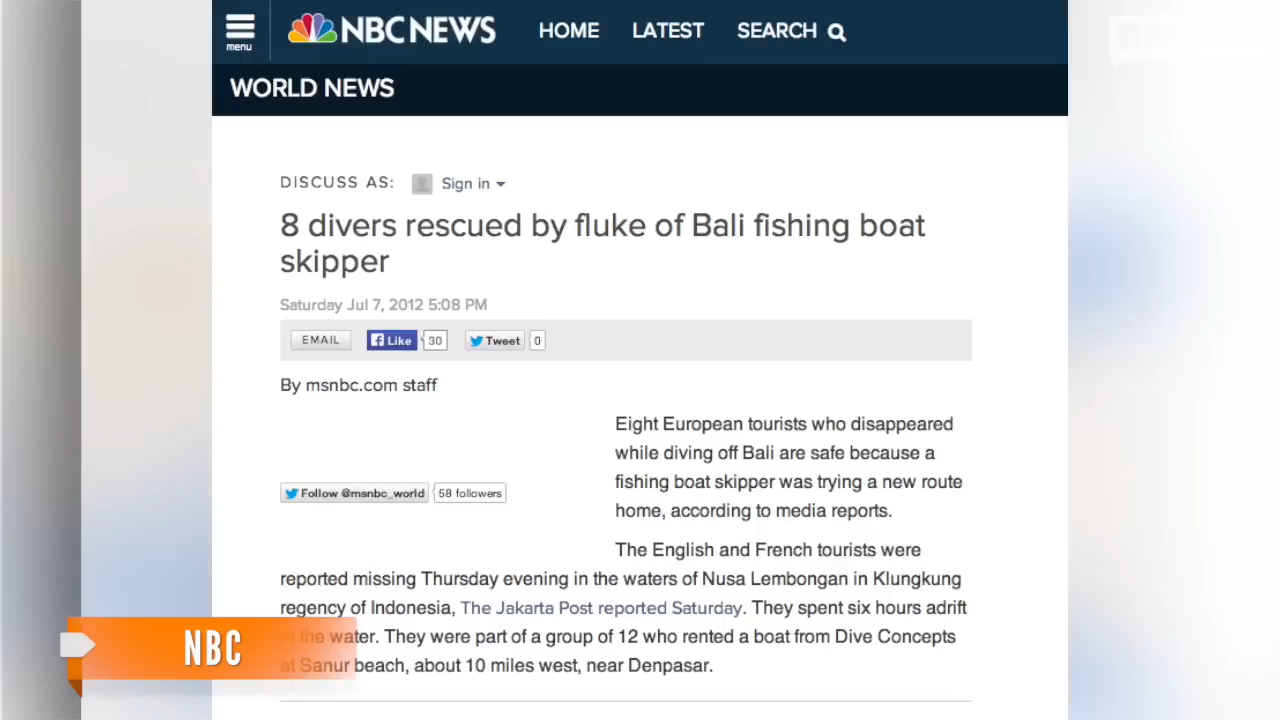 menu
NBC NEWS HOME LATEST SEARCH
WORLD NEWS
DISCUSS AS: Sign in
8 divers rescued by fluke of Bali fishing boat
skipper
Saturday Jul 7, 2012 5:08 PM
EMAIL Like 30 Tweet 0
By msnbc.com staff
Eight European tourists who disappeared
while diving off Bali are safe because a
fishing boat skipper was trying a new route
home, according to media reports.
Follow @msnbc_world 58 followers
The English and French tourists were
reported missing Thursday evening in the waters of Nusa Lembongan in Klungkung
regency of Indonesia, The Jakarta Post reported Saturday. They spent six hours adrift
in the water. They were part of a group of 12 who rented a boat from Dive Concepts
at Sanur beach, about 10 miles west, near Denpasar.
NBC